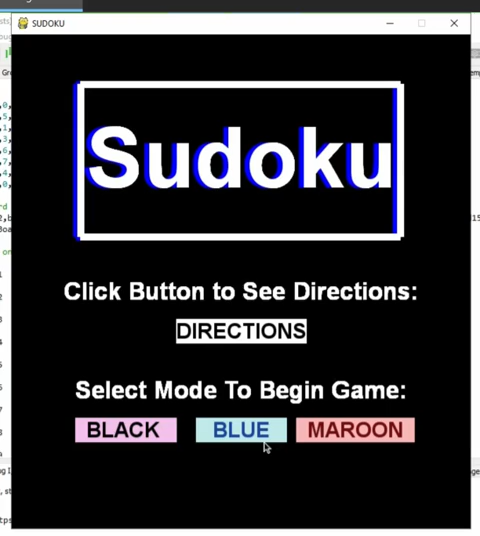 SUDOKU
Sudoku
Click Button to See Directions:
DIRECTIONS
Select Mode To Begin Game:
BLACK BLUE MAROON